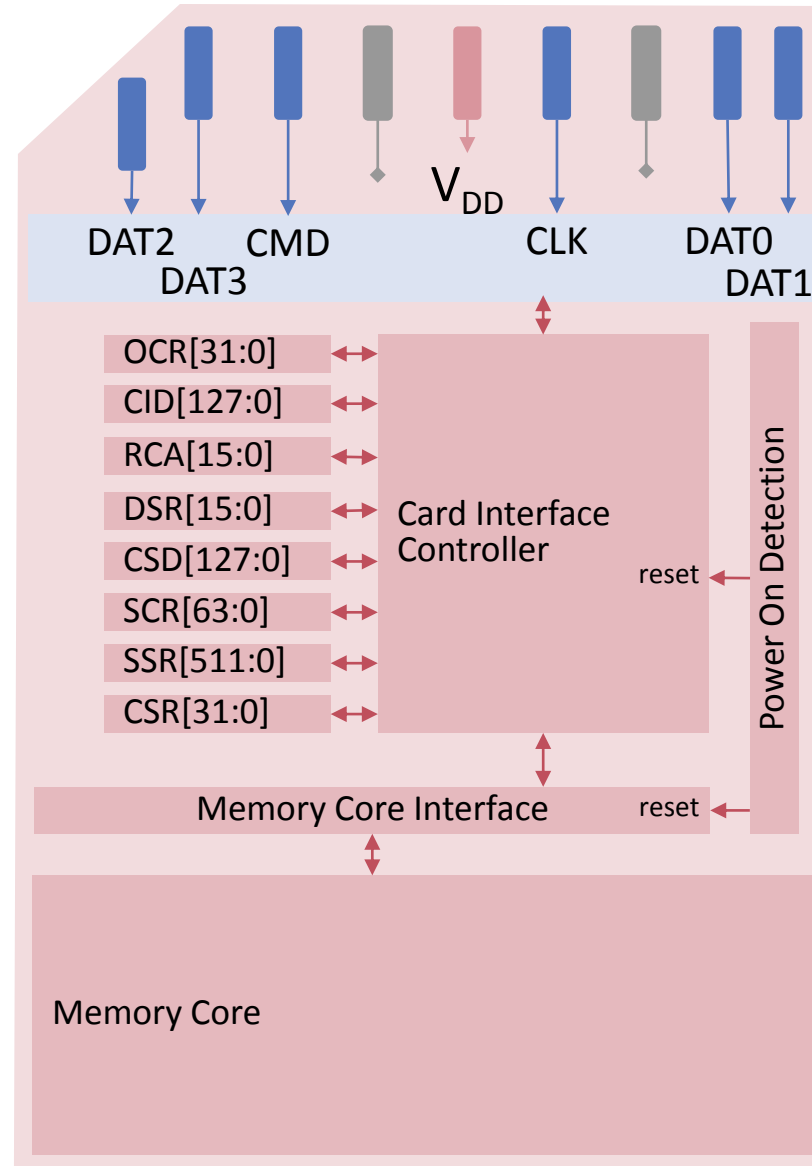 V_DD
DAT2
CMD
CLK
DAT0
DAT3
DAT1
OCR[31:0]
CID[127:0]
RCA[15:0]
DSR[15:0]
CSD[127:0]
SCR[63:0]
SSR[511:0]
CSR[31:0]
Card Interface
Controller
reset
Power On Detection
Memory Core Interface
reset
Memory Core